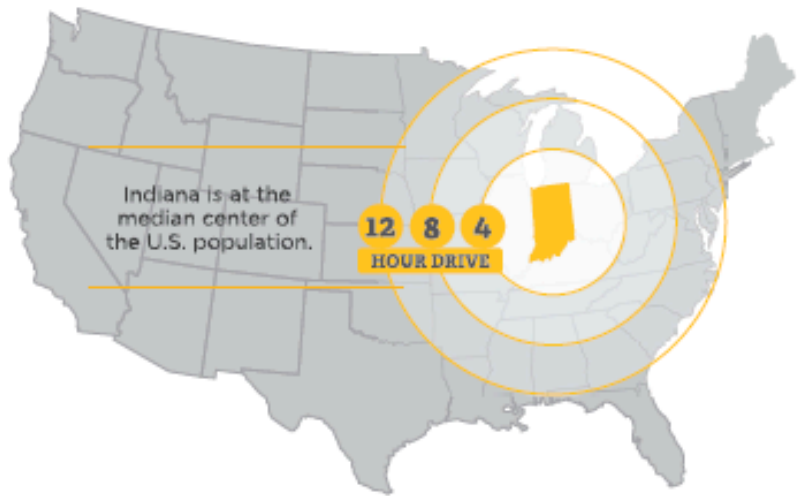 Indiana is at the
median center of
the U.S. population.
12 8 4
HOUR DRIVE